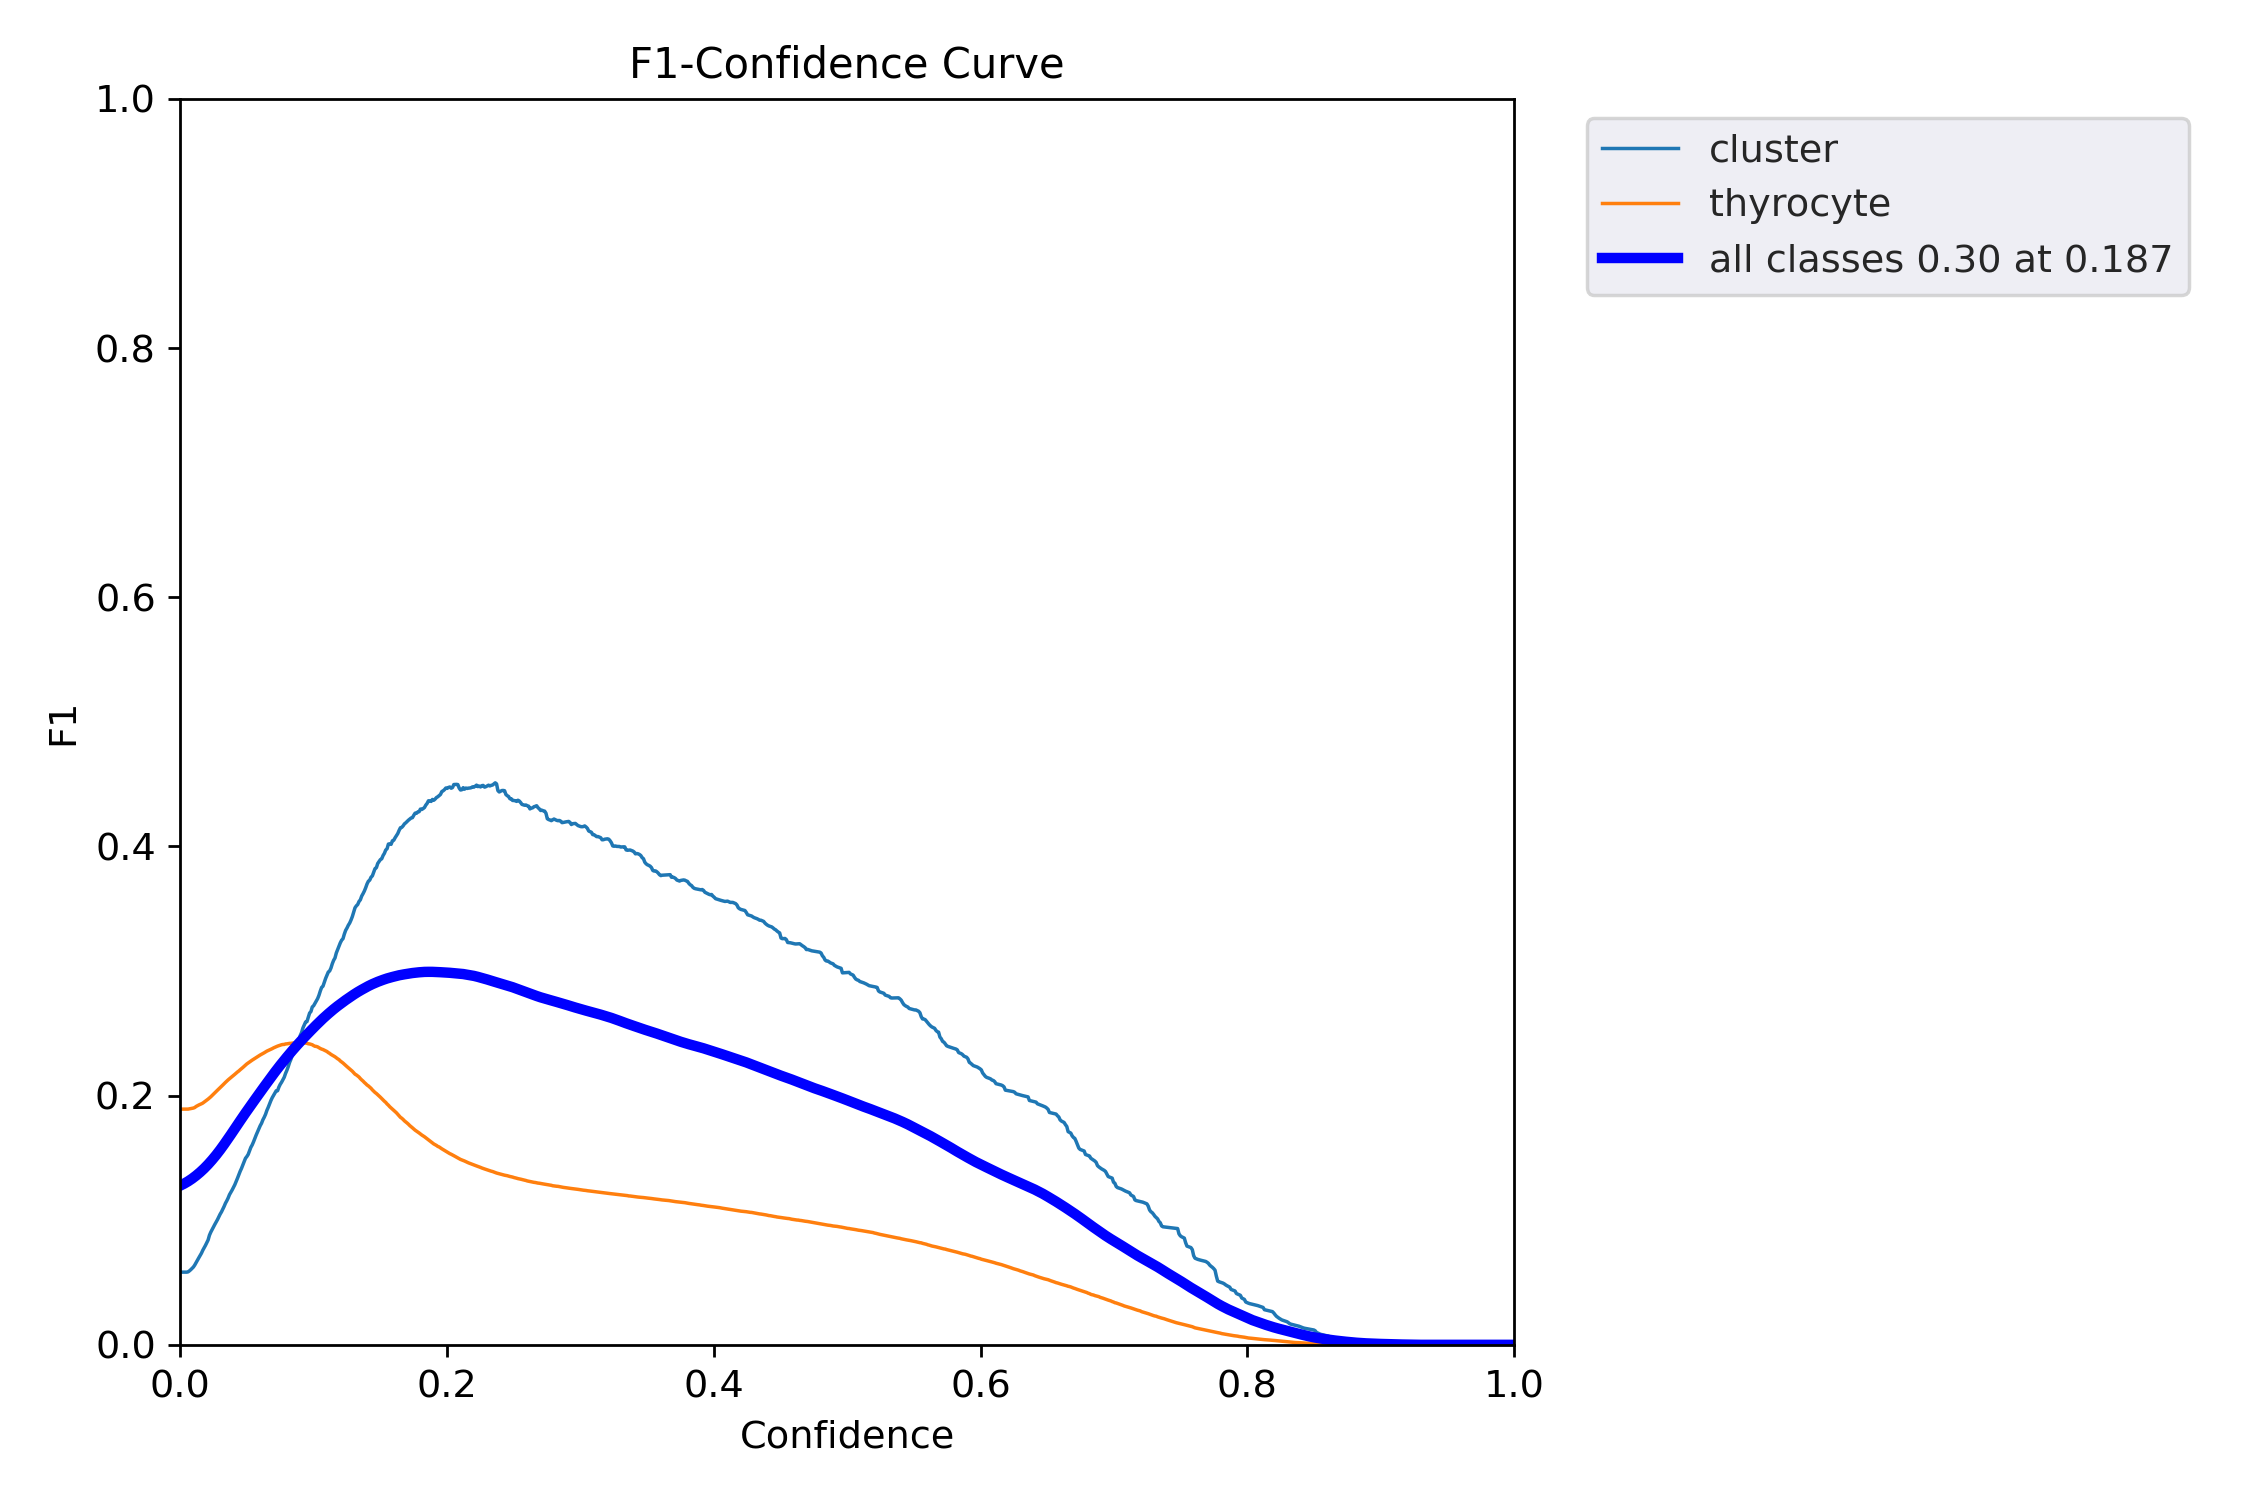 F1-Confidence Curve
1.0
0.8
0.6
0.4
0.2
0.0
F1
0.0 0.2 0.4 0.6 0.8 1.0
Confidence
cluster
thyrocyte
all classes 0.30 at 0.187